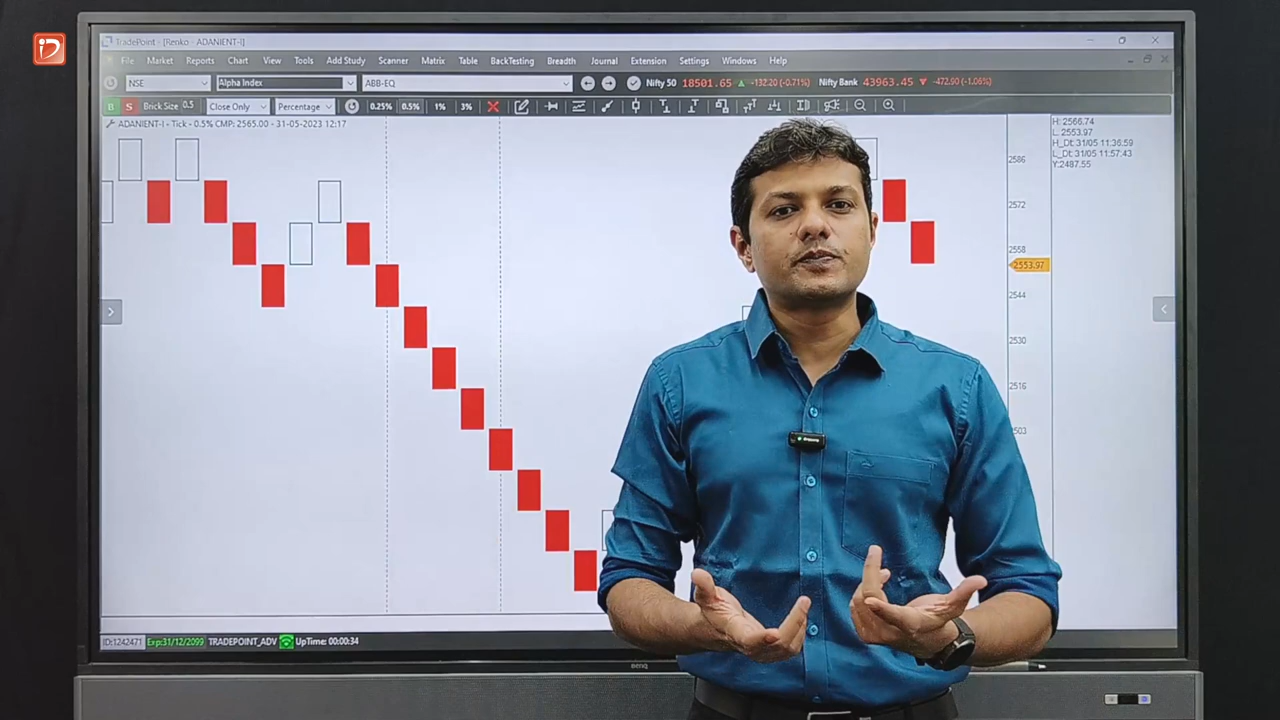 TradePoint - [Renko - ADANIENT-I]
File Market Reports Chart View Tools Add Study Scanner Matrix Table BackTesting Breadth Journal Extension Settings Windows Help
NSE Alpha Index ABB-EQ Nifty 50 18501.65 ▲ -132.20 (-0.71%) Nifty Bank 43963.45 ▼ -472.90 (-1.06%)
B S Brick Size 0.5 Close Only Percentage 0.25% 0.5% 1% 3%
ADANIENT-I - Tick - 0.5% CMP: 2565.00 - 31-05-2023 12:17
H: 2566.74
L: 2553.97
H_Dt: 31/05 11:36:59
L_Dt: 31/05 11:57:43
Y:2487.55
2586
2572
2558
2553.97
2544
2530
2516
2503
ID:1242471 Exp:31/12/2099 TRADEPOINT_ADV UpTime: 00:00:34
BenQ